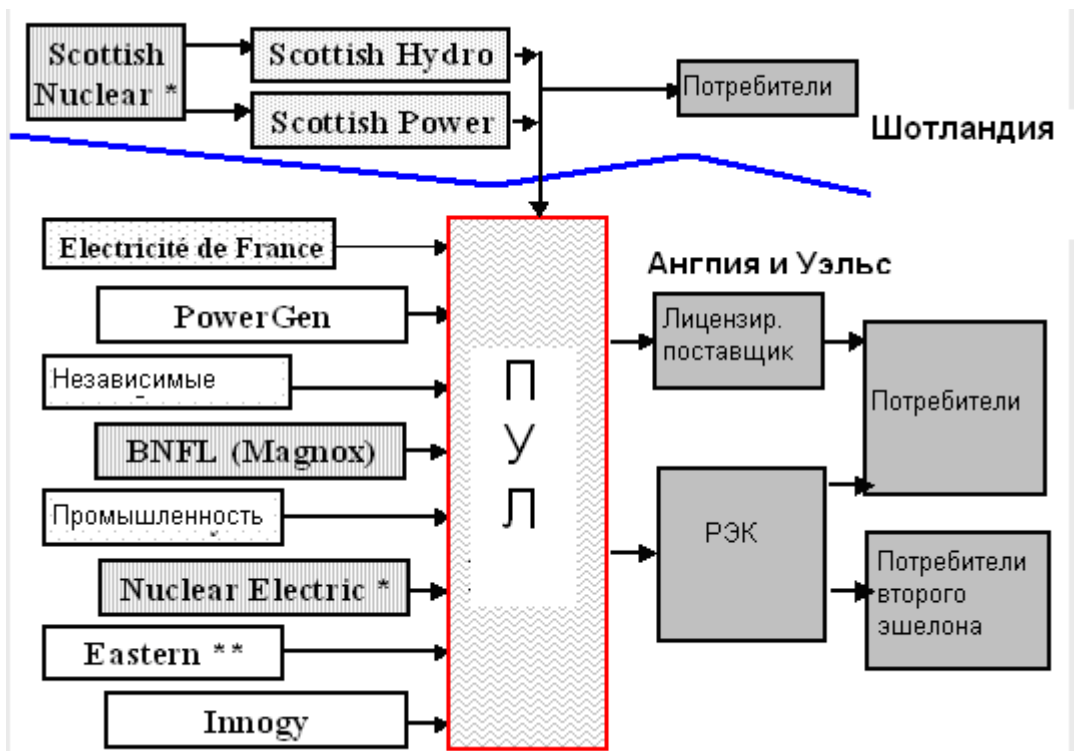 Scottish
Nuclear *
Scottish Hydro
Scottish Power
Потребители
Шотландия
Electricité de France
PowerGen
Независимые
BNFL (Magnox)
Промышленность
Nuclear Electric *
Eastern **
Innogy
П
У
Л
Англия и Уэльс
Лицензир.
поставщик
Потребители
РЭК
Потребители
второго
эшелона